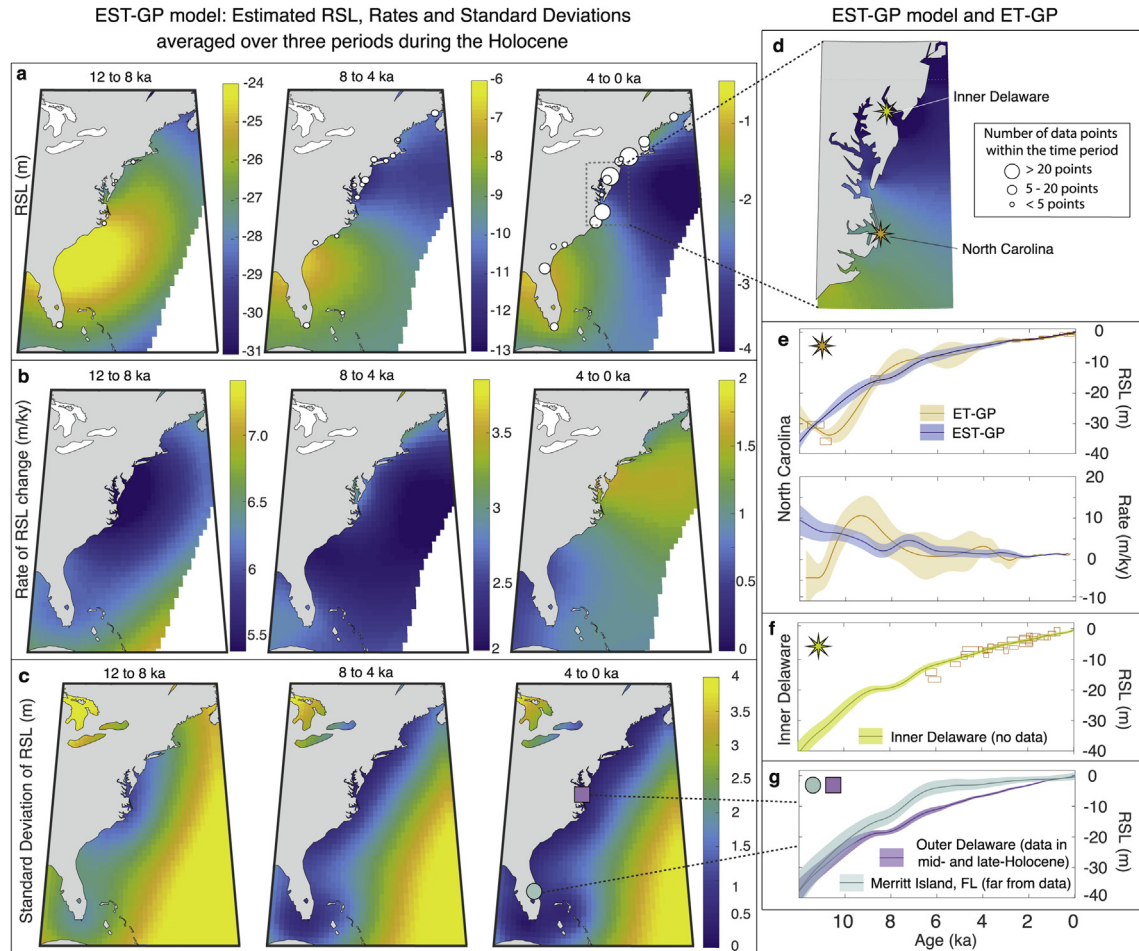 EST-GP model: Estimated RSL, Rates and Standard Deviations
averaged over three periods during the Holocene
EST-GP model and ET-GP
a
12 to 8 ka
8 to 4 ka
4 to 0 ka
RSL (m)
-24
-25
-26
-27
-28
-29
-30
-31
-6
-7
-8
-9
-10
-11
-12
-13
-1
-2
-3
-4
b
12 to 8 ka
8 to 4 ka
4 to 0 ka
Rate of RSL change (m/ky)
7.0
6.5
6.0
5.5
3.5
3
2.5
2
2
1.5
1
0.5
0
c
12 to 8 ka
8 to 4 ka
4 to 0 ka
Standard Deviation of RSL (m)
4
3.5
3
2.5
2
1.5
1
0.5
0
d
Inner Delaware
North Carolina
Number of data points
within the time period
> 20 points
5 - 20 points
< 5 points
e
North Carolina
ET-GP
EST-GP
0
-10
-20
-30
-40
RSL (m)
20
10
0
-10
Rate (m/ky)
f
Inner Delaware
Inner Delaware (no data)
0
-10
-20
-30
-40
RSL (m)
g
Outer Delaware (data in
mid- and late-Holocene)
Merritt Island, FL (far from data)
0
-10
-20
-30
-40
RSL (m)
10
8
6
4
2
0
Age (ka)